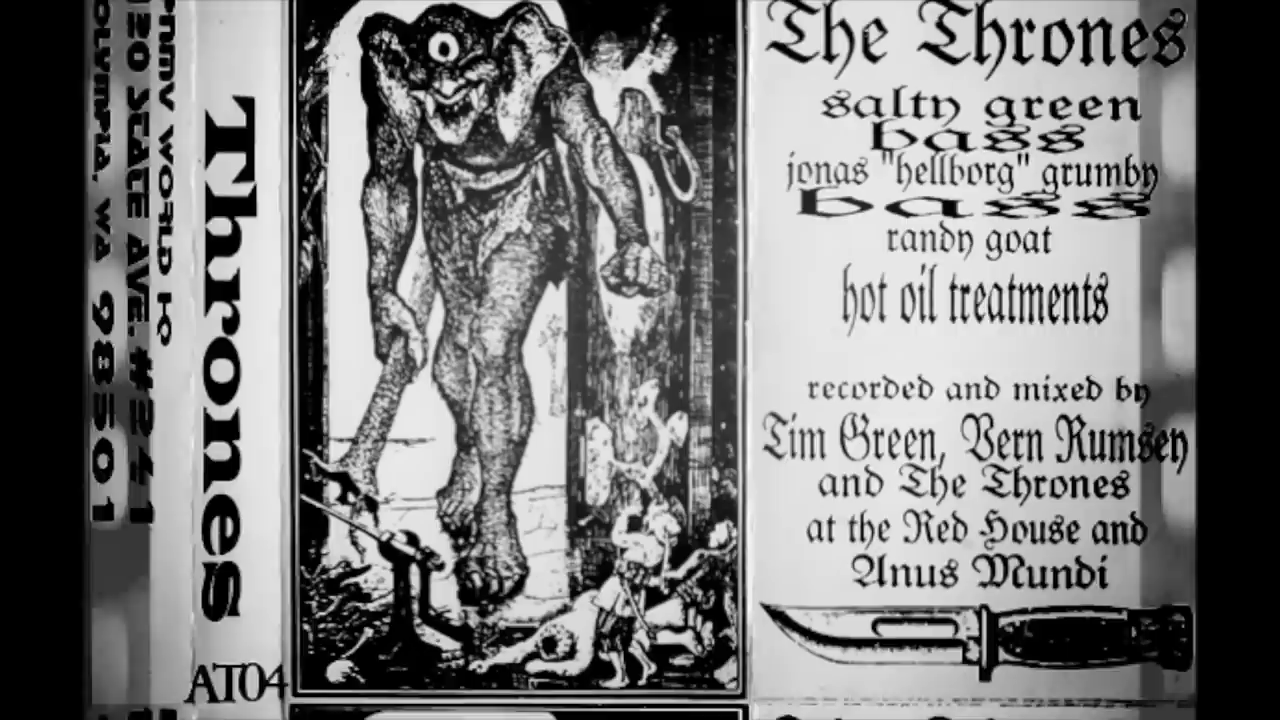 WORLD HQ
120 STATE AVE. #241
OLYMPIA, WA 98501
Thrones
AT04
The Thrones
salty green
bass
jonas "hellborg" grumby
bass
randy goat
hot oil treatments
recorded and mixed by
Tim Green, Vern Rumsey
and The Thrones
at the Red House and
Anus Mundi